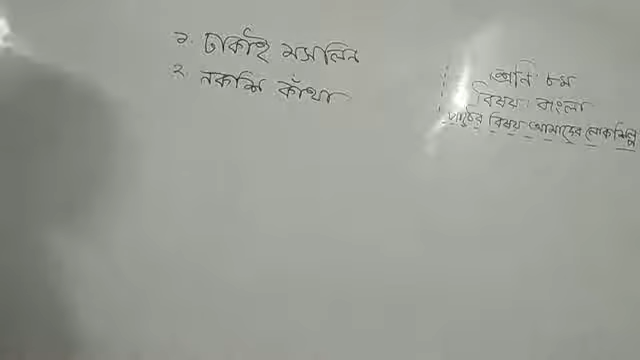 ১. ঢাকাই মসলিন
২. নকশি কাঁথা
শ্রেনি: ৮ম
বিষয়: বাংলা
পাঠের বিষয়: আমাদের লোকশিল্প